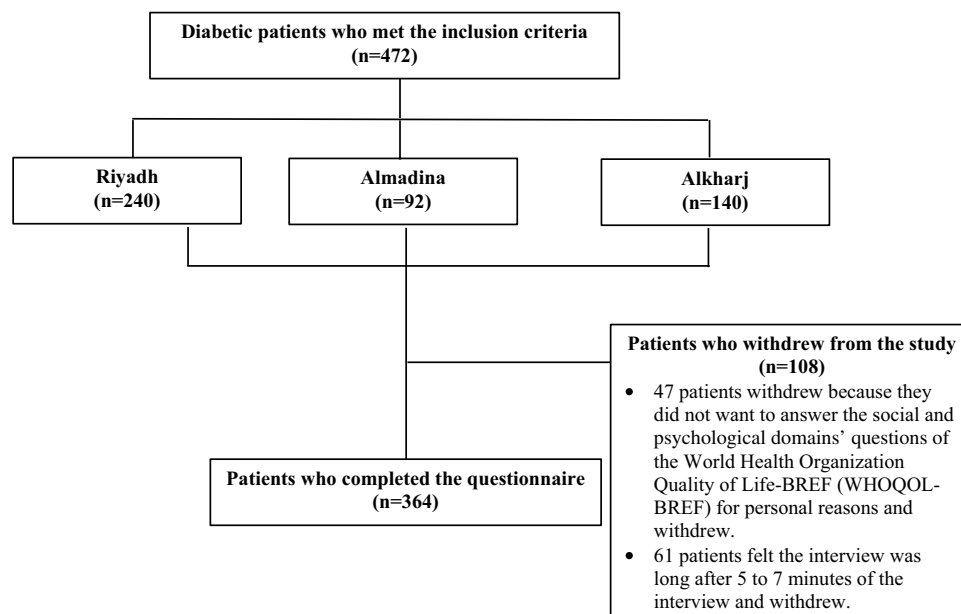 Diabetic patients who met the inclusion criteria
(n=472)
Riyadh
(n=240)
Almadina
(n=92)
Alkharj
(n=140)
Patients who withdrew from the study
(n=108)
• 47 patients withdrew because they
did not want to answer the social and
psychological domains’ questions of
the World Health Organization
Quality of Life-BREF (WHOQOL-
BREF) for personal reasons and
withdrew.
• 61 patients felt the interview was
long after 5 to 7 minutes of the
interview and withdrew.
Patients who completed the questionnaire
(n=364)